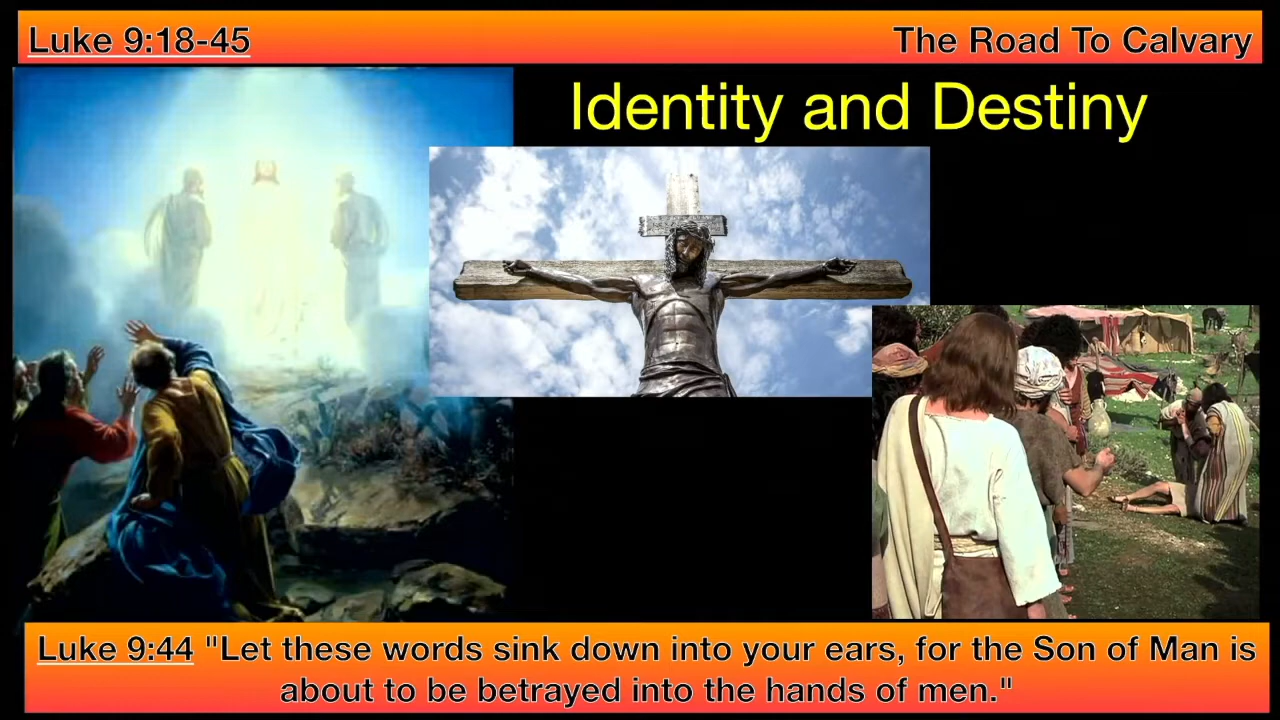 Luke 9:18-45
The Road To Calvary
Identity and Destiny
Luke 9:44 "Let these words sink down into your ears, for the Son of Man is
about to be betrayed into the hands of men."